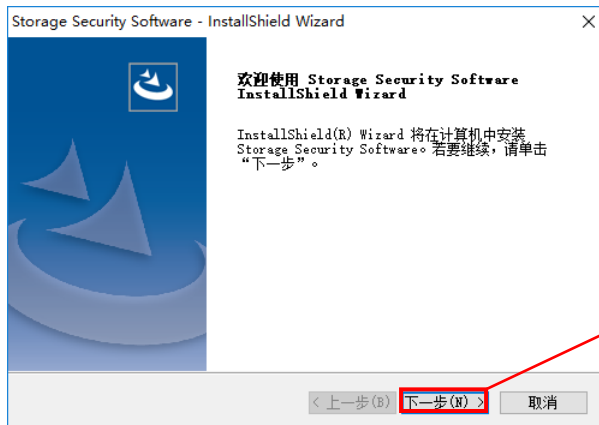 Storage Security Software - InstallShield Wizard
欢迎使用 Storage Security Software
InstallShield Wizard
InstallShield(R) Wizard 将在计算机中安装
Storage Security Software。若要继续，请单击
“下一步”。
< 上一步(B) 下一步(N) > 取消